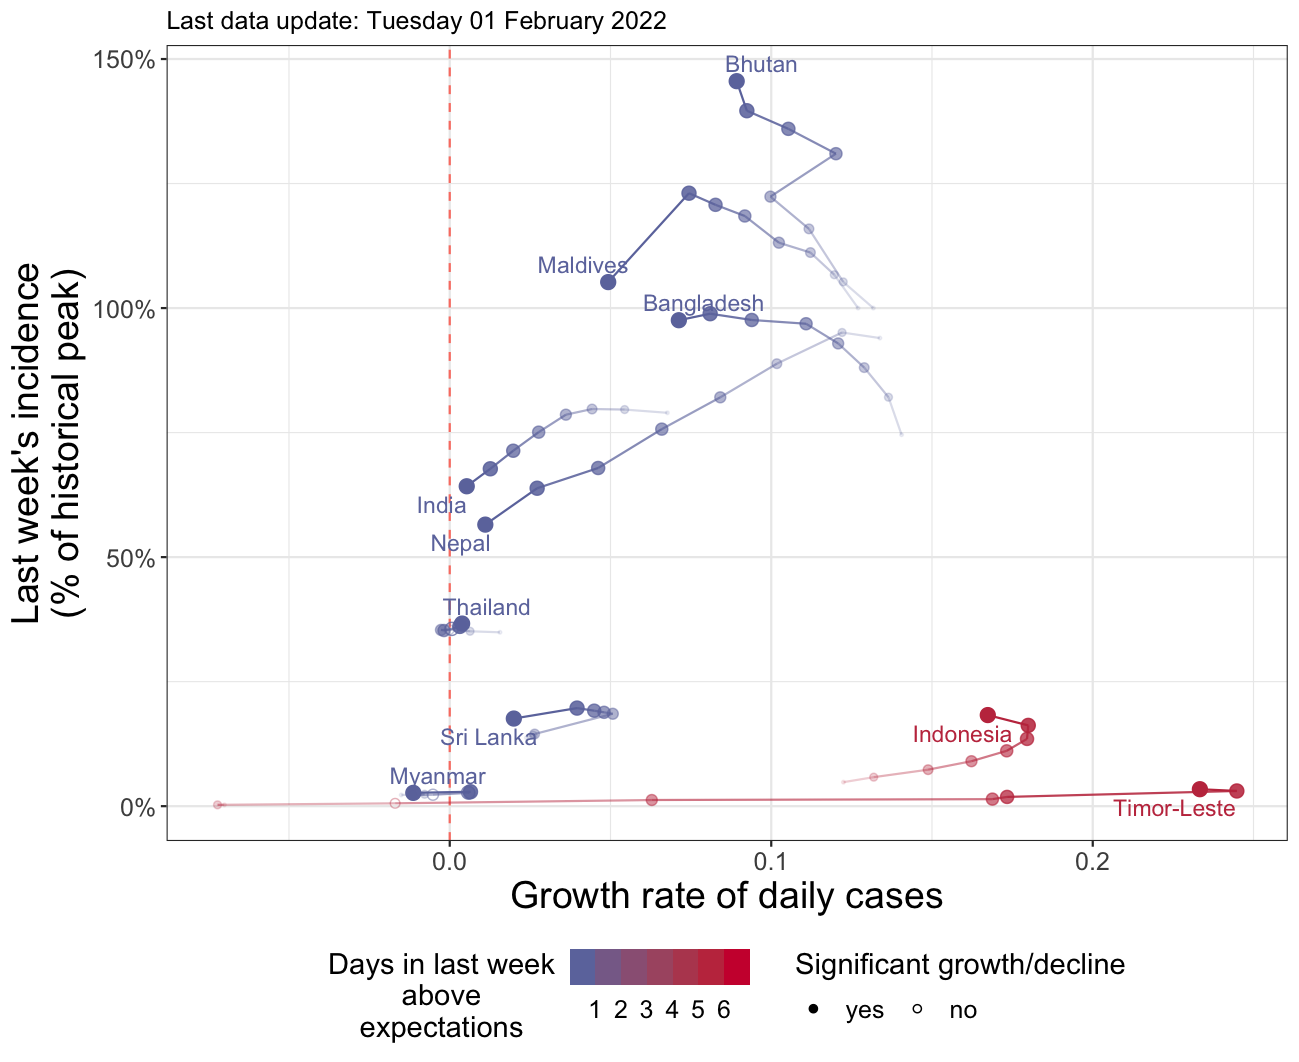 Last data update: Tuesday 01 February 2022
Last week's incidence
(% of historical peak)
150%
100%
50%
0%
Bhutan
Maldives
Bangladesh
India
Nepal
Thailand
Sri Lanka
Indonesia
Myanmar
Timor-Leste
0.0
0.1
0.2
Growth rate of daily cases
Days in last week
above
expectations
1 2 3 4 5 6
Significant growth/decline
yes
no